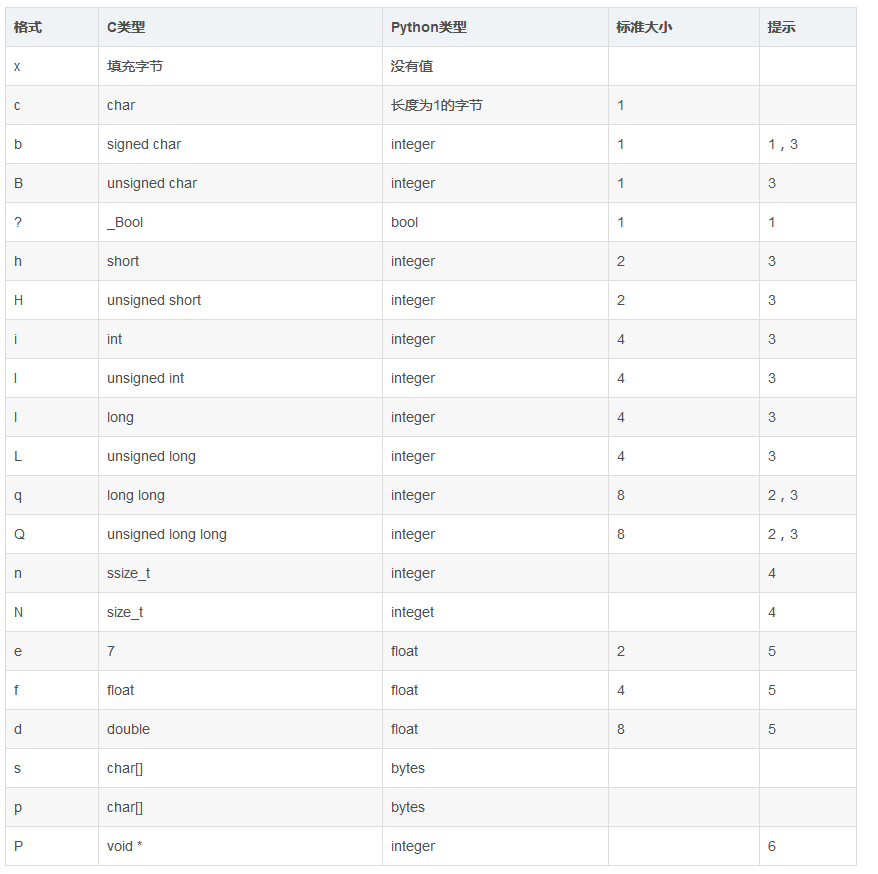 格式 C类型 Python类型 标准大小 提示
x 填充字节 没有值
c char 长度为1的字节 1
b signed char integer 1 1，3
B unsigned char integer 1 3
? _Bool bool 1 1
h short integer 2 3
H unsigned short integer 2 3
i int integer 4 3
I unsigned int integer 4 3
l long integer 4 3
L unsigned long integer 4 3
q long long integer 8 2，3
Q unsigned long long integer 8 2，3
n ssize_t integer 4
N size_t integet 4
e 7 float 2 5
f float float 4 5
d double float 8 5
s char[] bytes
p char[] bytes
P void * integer 6